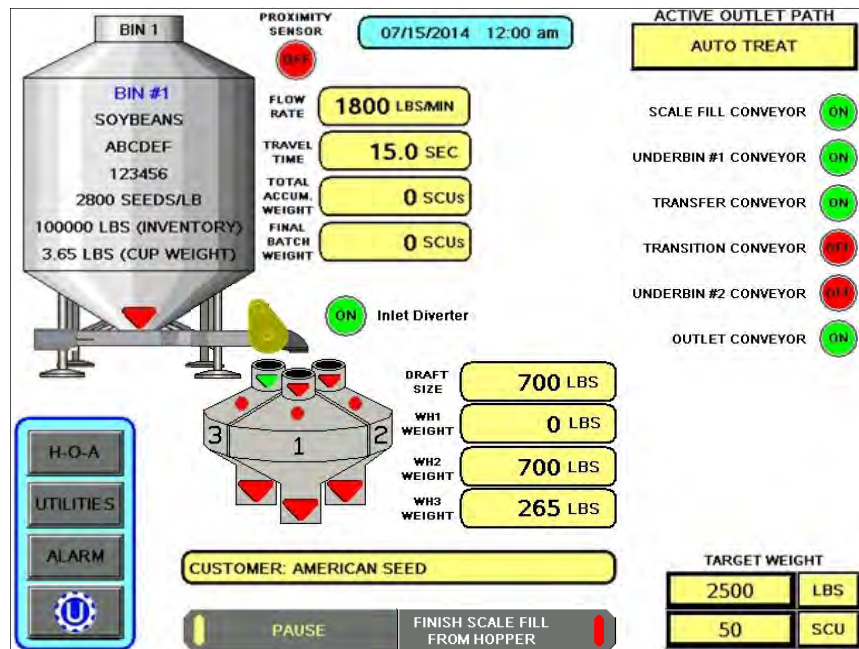 BIN 1
PROXIMITY
SENSOR
OFF
07/15/2014 12:00 am
ACTIVE OUTLET PATH
AUTO TREAT
BIN #1
SOYBEANS
ABCDEF
123456
2800 SEEDS/LB
100000 LBS (INVENTORY)
3.65 LBS (CUP WEIGHT)
FLOW
RATE
1800 LBS/MIN
TRAVEL
TIME
15.0 SEC
TOTAL
ACCUM.
WEIGHT
0 SCUs
FINAL
BATCH
WEIGHT
0 SCUs
SCALE FILL CONVEYOR ON
UNDERBIN #1 CONVEYOR ON
TRANSFER CONVEYOR ON
TRANSITION CONVEYOR OFF
UNDERBIN #2 CONVEYOR OFF
OUTLET CONVEYOR ON
ON Inlet Diverter
3 1 2
DRAFT
SIZE
700 LBS
WH1
WEIGHT
0 LBS
WH2
WEIGHT
700 LBS
WH3
WEIGHT
265 LBS
H-O-A
UTILITIES
ALARM
U
CUSTOMER: AMERICAN SEED
PAUSE
FINISH SCALE FILL
FROM HOPPER
TARGET WEIGHT
2500 LBS
50 SCU